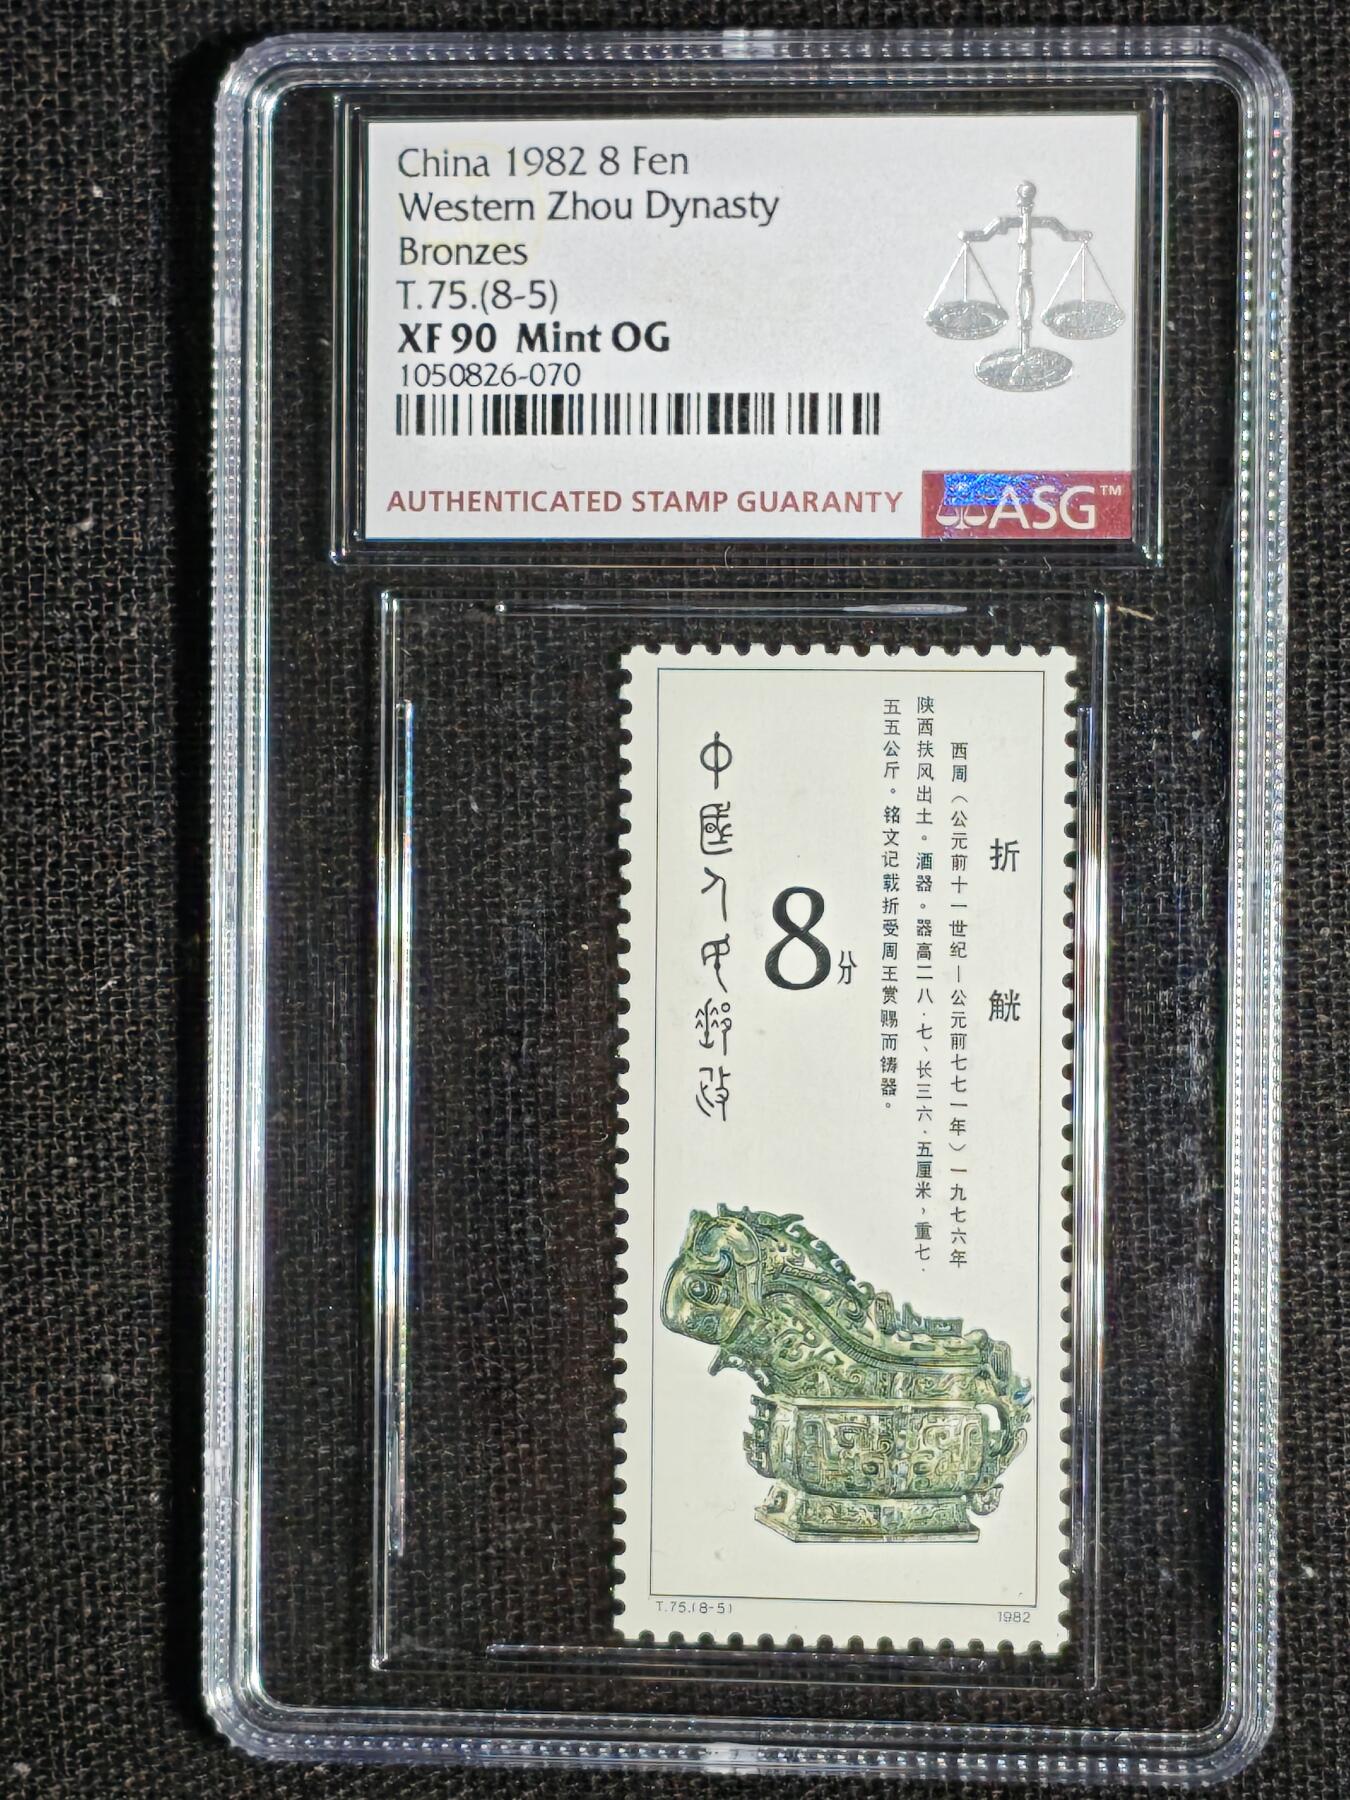 China 1982 8 Fen
Western Zhou Dynasty
Bronzes
T.75.(8-5)
XF 90 Mint OG
1050826-070
AUTHENTICATED STAMP GUARANTY
ASG™
折觥
西周（公元前十一世纪—公元前七七一年）一九七六年
陕西扶风出土。酒器。器高二八·七、长三六·五厘米，重七·
五五公斤。铭文记载折受周王赏赐而铸器。
8分
中國人民郵政
T.75.(8-5)
1982